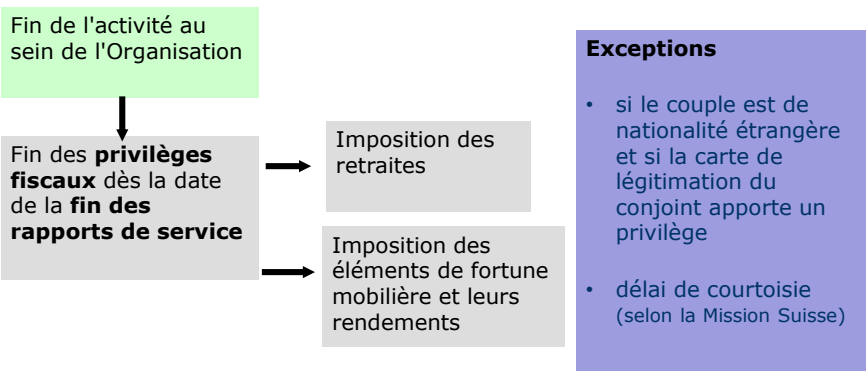 Fin de l'activité au
sein de l'Organisation
Fin des privilèges
fiscaux dès la date
de la fin des
rapports de service
Imposition des
retraites
Imposition des
éléments de fortune
mobilière et leurs
rendements
Exceptions
• si le couple est de
nationalité étrangère
et si la carte de
légitimation du
conjoint apporte un
privilège
• délai de courtoisie
(selon la Mission Suisse)